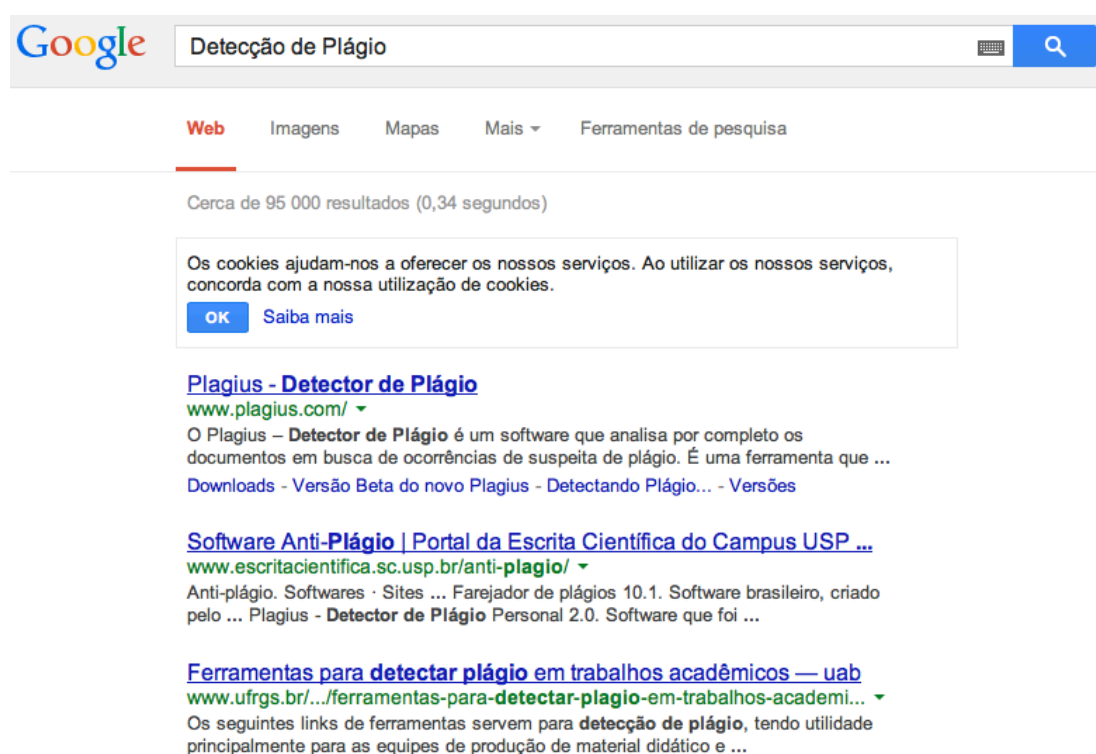 Google Detecção de Plágio
Web Imagens Mapas Mais Ferramentas de pesquisa
Cerca de 95 000 resultados (0,34 segundos)
Os cookies ajudam-nos a oferecer os nossos serviços. Ao utilizar os nossos serviços,
concorda com a nossa utilização de cookies.
OK Saiba mais
Plagius - Detector de Plágio
www.plagius.com/
O Plagius – Detector de Plágio é um software que analisa por completo os
documentos em busca de ocorrências de suspeita de plágio. É uma ferramenta que ...
Downloads - Versão Beta do novo Plagius - Detectando Plágio... - Versões
Software Anti-Plágio | Portal da Escrita Científica do Campus USP ...
www.escritacientifica.sc.usp.br/anti-plagio/
Anti-plágio. Softwares · Sites ... Farejador de plágios 10.1. Software brasileiro, criado
pelo ... Plagius - Detector de Plágio Personal 2.0. Software que foi ...
Ferramentas para detectar plágio em trabalhos acadêmicos — uab
www.ufrgs.br/.../ferramentas-para-detectar-plagio-em-trabalhos-academi...
Os seguintes links de ferramentas servem para detecção de plágio, tendo utilidade
principalmente para as equipes de produção de material didático e ...